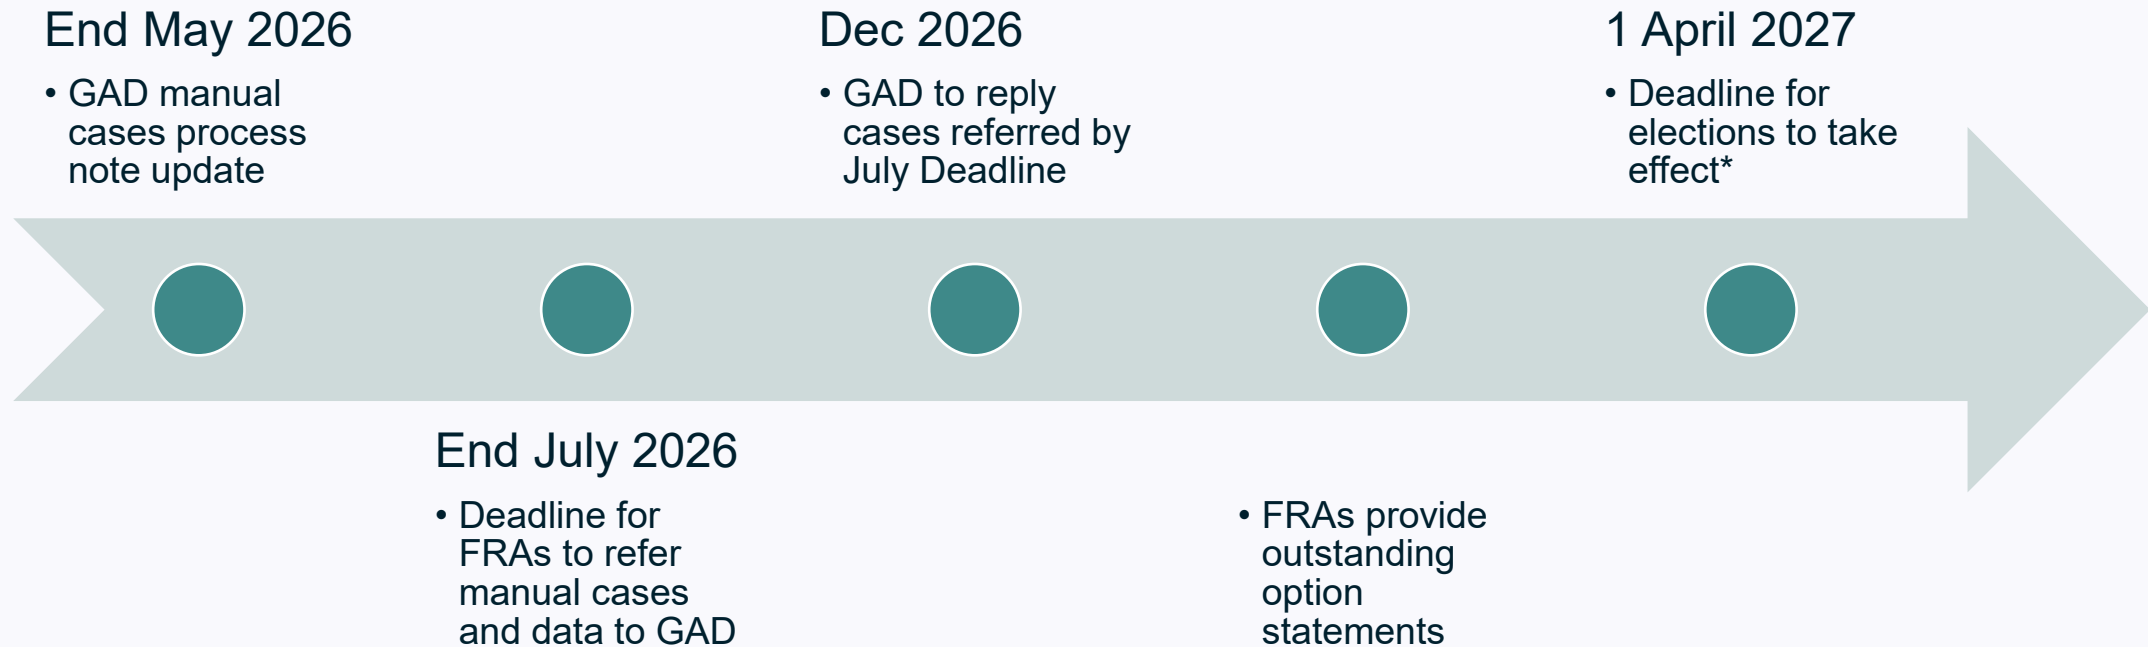 End May 2026
• GAD manual
cases process
note update
End July 2026
• Deadline for
FRAs to refer
manual cases
and data to GAD
Dec 2026
• GAD to reply
cases referred by
July Deadline
• FRAs provide
outstanding
option
statements
1 April 2027
• Deadline for
elections to take
effect*